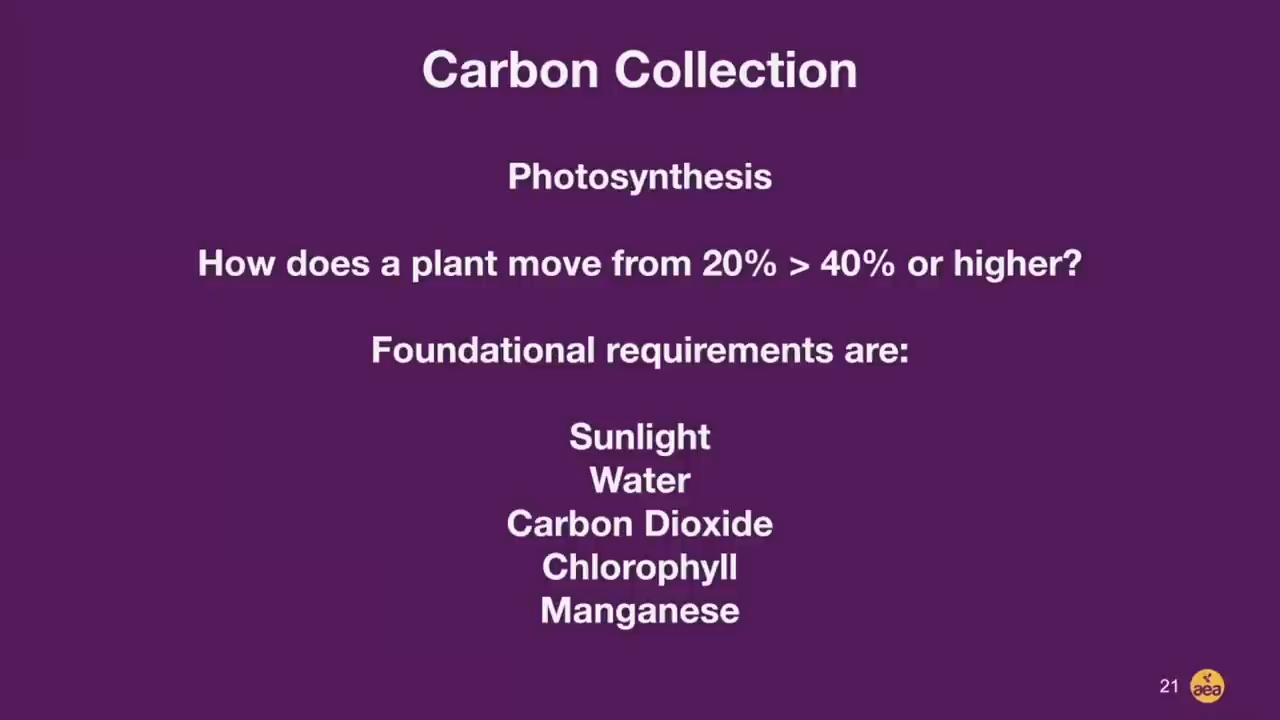 Carbon Collection
Photosynthesis
How does a plant move from 20% > 40% or higher?
Foundational requirements are:
Sunlight
Water
Carbon Dioxide
Chlorophyll
Manganese
21 aea